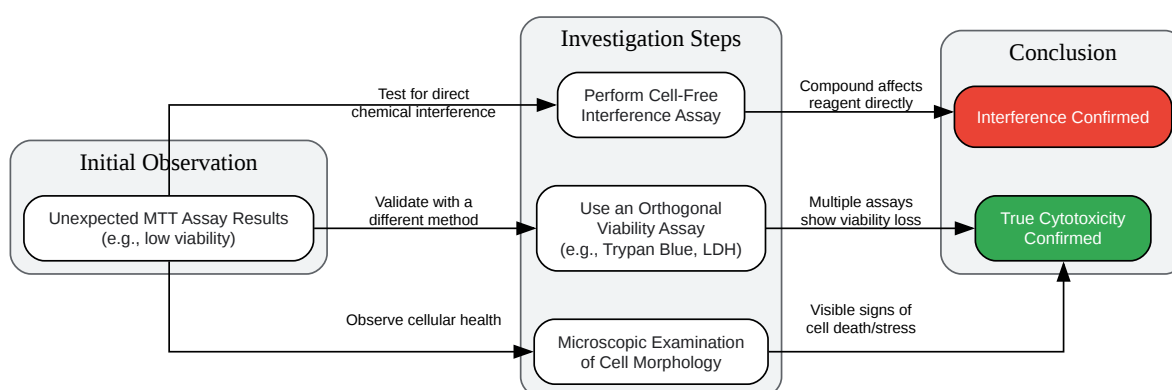 Initial Observation
Unexpected MTT Assay Results
(e.g., low viability)
Test for direct
chemical interference
Validate with a
different method
Observe cellular health
Investigation Steps
Perform Cell-Free
Interference Assay
Use an Orthogonal
Viability Assay
(e.g., Trypan Blue, LDH)
Microscopic Examination
of Cell Morphology
Compound affects
reagent directly
Multiple assays
show viability loss
Visible signs of
cell death/stress
Conclusion
Interference Confirmed
True Cytotoxicity
Confirmed